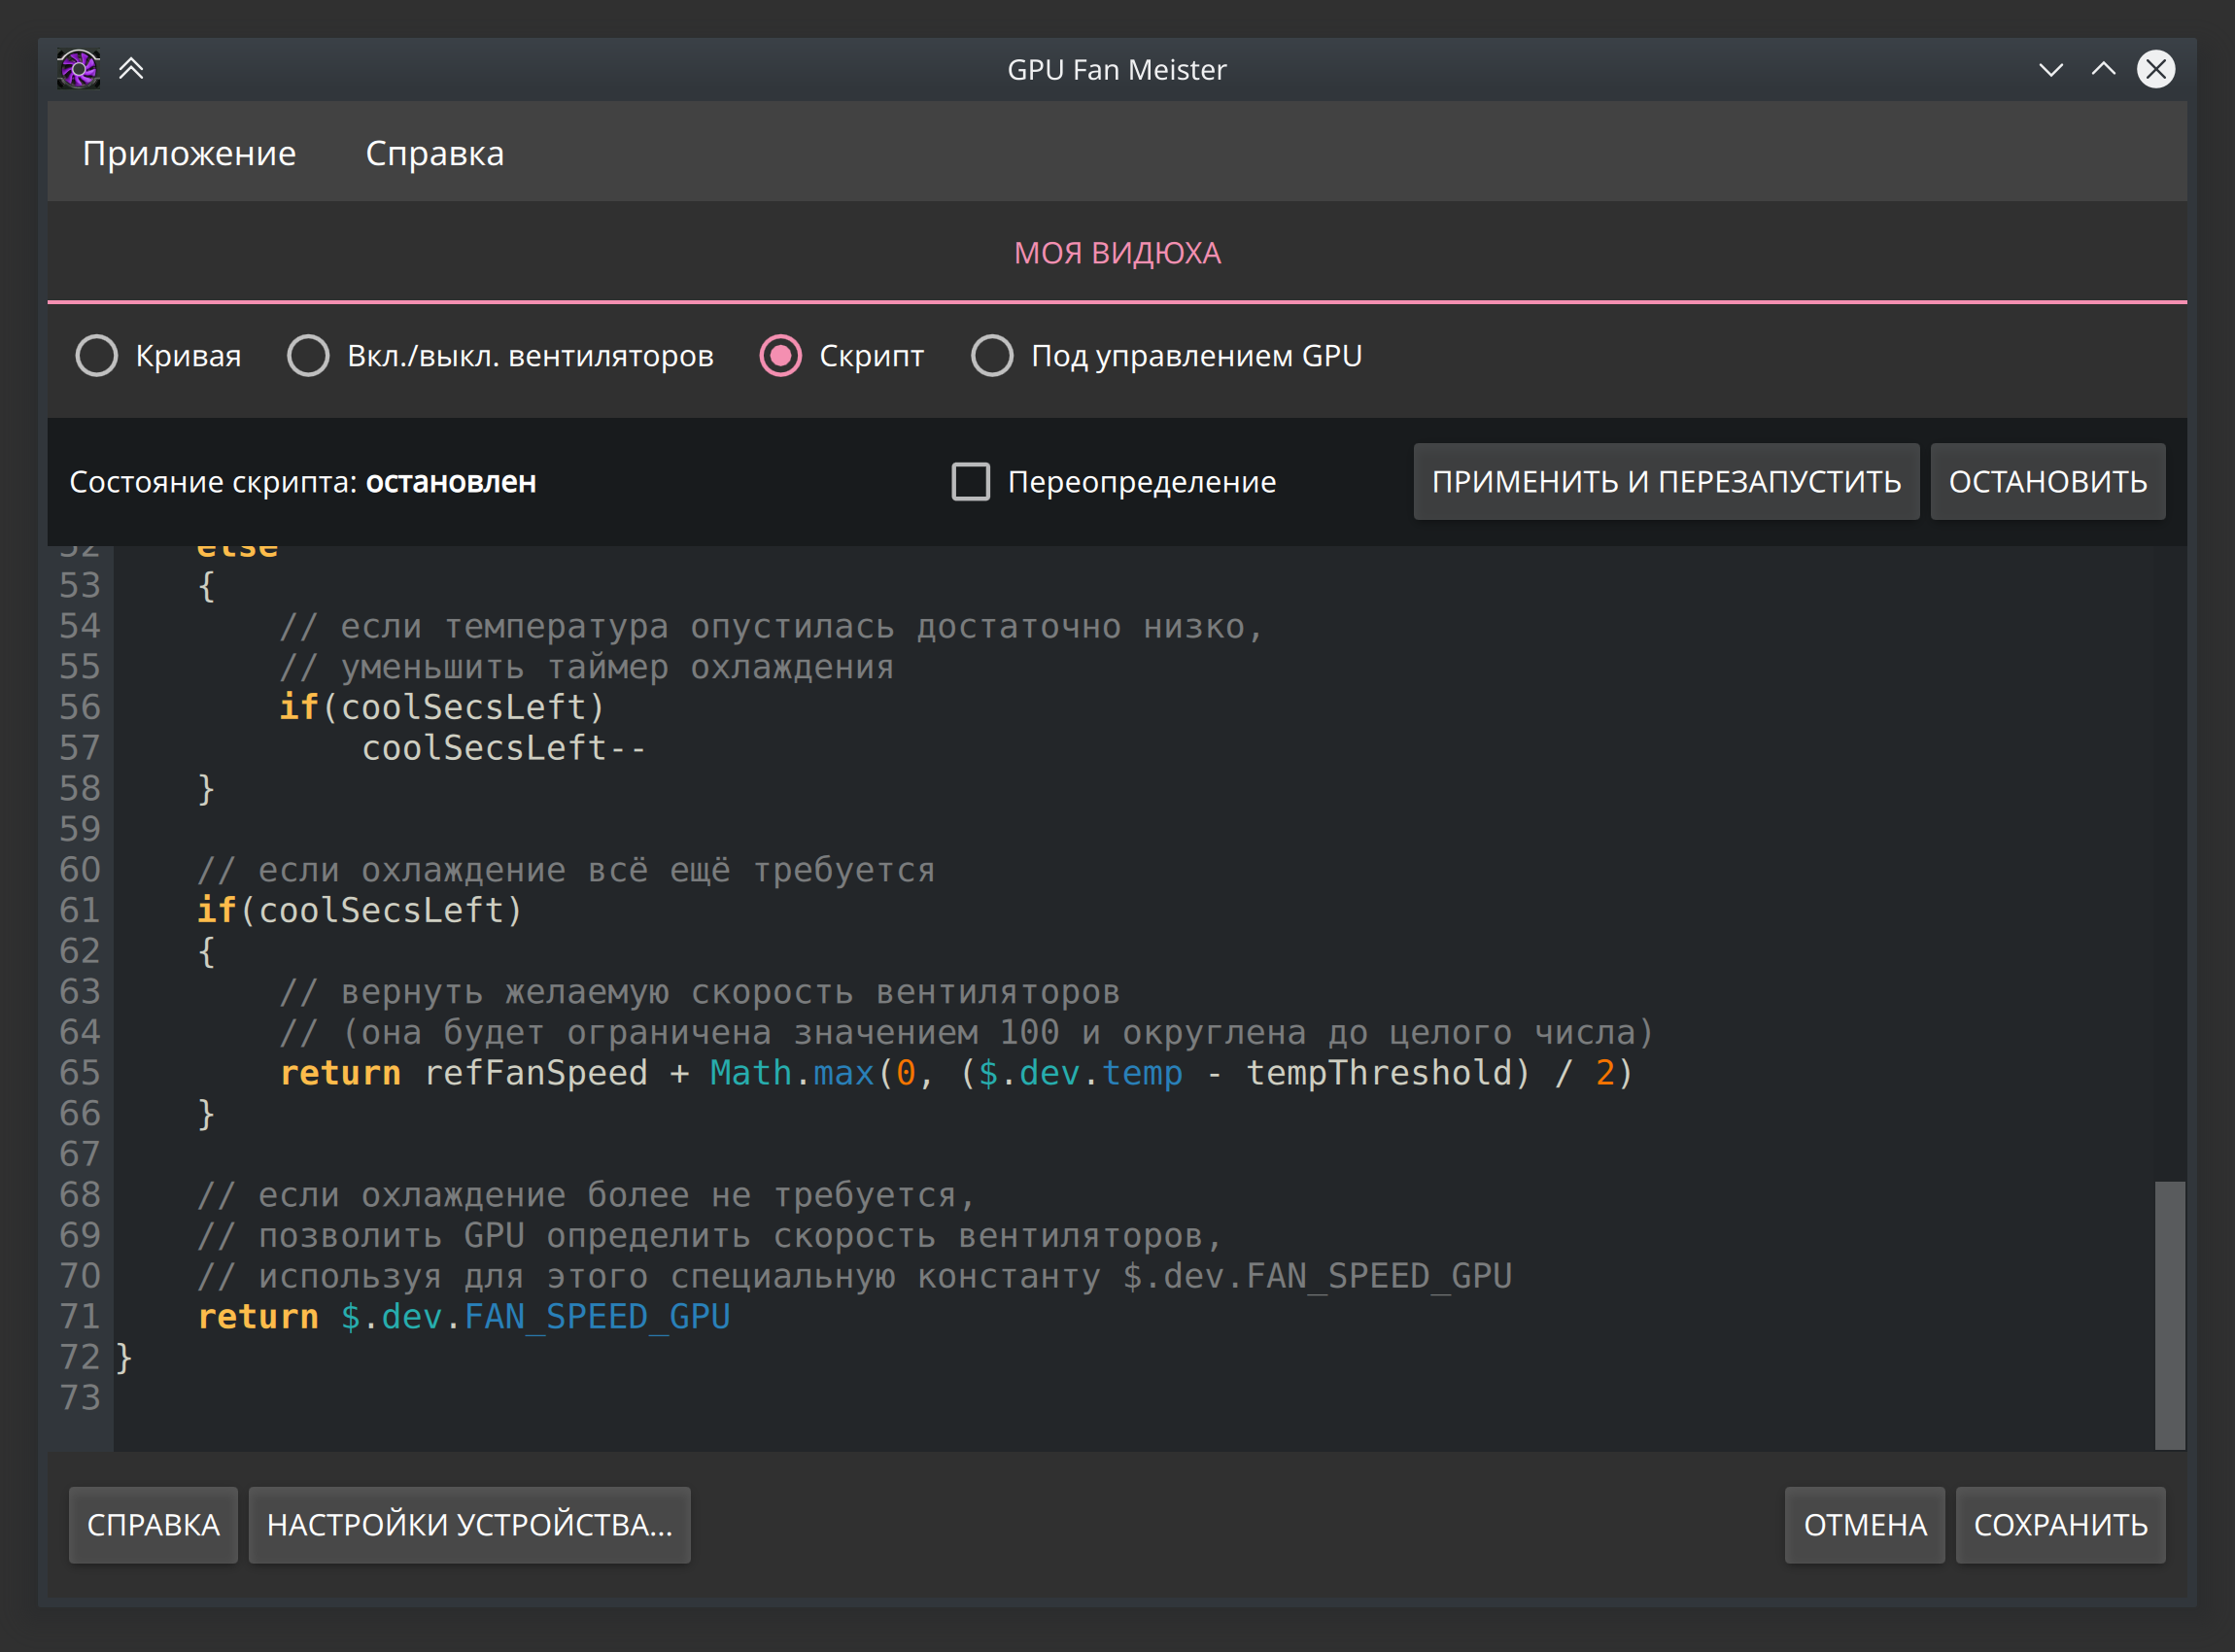 GPU Fan Meister
Приложение Справка
МОЯ ВИДЮХА
Кривая Вкл./выкл. вентиляторов Скрипт Под управлением GPU
Состояние скрипта: остановлен Переопределение ПРИМЕНИТЬ И ПЕРЕЗАПУСТИТЬ ОСТАНОВИТЬ
52 else
53 {
54 // если температура опустилась достаточно низко,
55 // уменьшить таймер охлаждения
56 if(coolSecsLeft)
57 coolSecsLeft--
58 }
59
60 // если охлаждение всё ещё требуется
61 if(coolSecsLeft)
62 {
63 // вернуть желаемую скорость вентиляторов
64 // (она будет ограничена значением 100 и округлена до целого числа)
65 return refFanSpeed + Math.max(0, ($.dev.temp - tempThreshold) / 2)
66 }
67
68 // если охлаждение более не требуется,
69 // позволить GPU определить скорость вентиляторов,
70 // используя для этого специальную константу $.dev.FAN_SPEED_GPU
71 return $.dev.FAN_SPEED_GPU
72 }
73
СПРАВКА НАСТРОЙКИ УСТРОЙСТВА... ОТМЕНА СОХРАНИТЬ